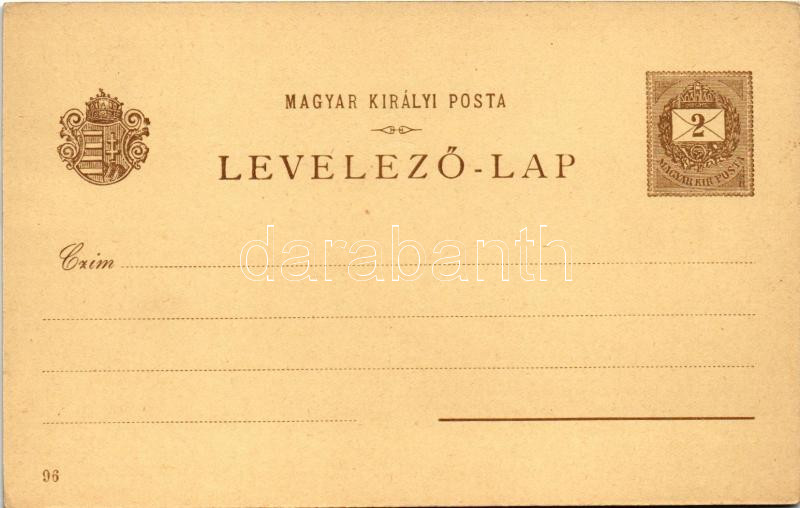 MAGYAR KIRÁLYI POSTA
LEVELEZŐ-LAP
2
MAGYAR KIR. POSTA
Czim
darabanth
96